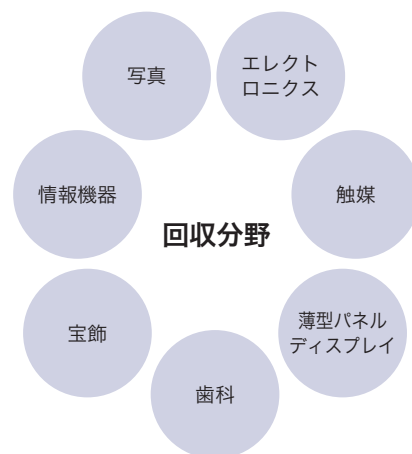 写真
エレクト
ロニクス
情報機器
触媒
回収分野
宝飾
薄型パネル
ディスプレイ
歯科